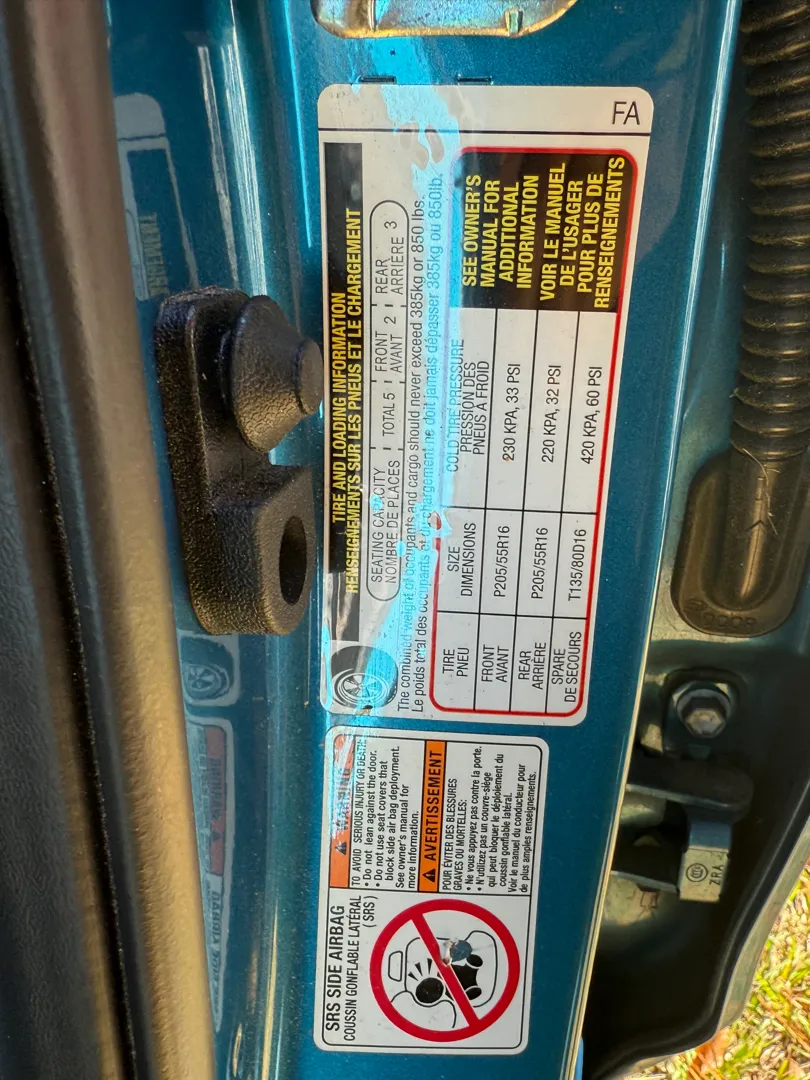 FA
TIRE AND LOADING INFORMATION
RENSEIGNEMENTS SUR LES PNEUS ET LE CHARGEMENT
SEATING CAPACITY
NOMBRE DE PLACES
TOTAL 5
FRONT
AVANT 2
REAR
ARRIÈRE 3
The combined weight of occupants and cargo should never exceed 385kg or 850 lbs.
Le poids total des occupants et du chargement ne doit jamais dépasser 385kg ou 850lb.
TIRE
PNEU
SIZE
DIMENSIONS
COLD TIRE PRESSURE
PRESSION DES
PNEUS A FROID
FRONT
AVANT
P205/55R16
230 KPA, 33 PSI
REAR
ARRIÈRE
P205/55R16
220 KPA, 32 PSI
SPARE
DE SECOURS
T135/80D16
420 KPA, 60 PSI
SEE OWNER'S
MANUAL FOR
ADDITIONAL
INFORMATION
VOIR LE MANUEL
DE L'USAGER
POUR PLUS DE
RENSEIGNEMENTS
SRS SIDE AIRBAG
COUSSIN GONFLABLE LATÉRAL
(SRS)
WARNING
TO AVOID SERIOUS INJURY OR DEATH:
• Do not lean against the door.
• Do not use seat covers that
block side air bag deployment.
See owner's manual for
more information.
AVERTISSEMENT
POUR ÉVITER DES BLESSURES
GRAVES OU MORTELLES:
• Ne vous appuyez pas contre la porte.
• N'utilisez pas un couvre-siège
qui peut bloquer le déploiement du
coussin gonflable latéral.
Voir le manuel du conducteur pour
de plus amples renseignements.